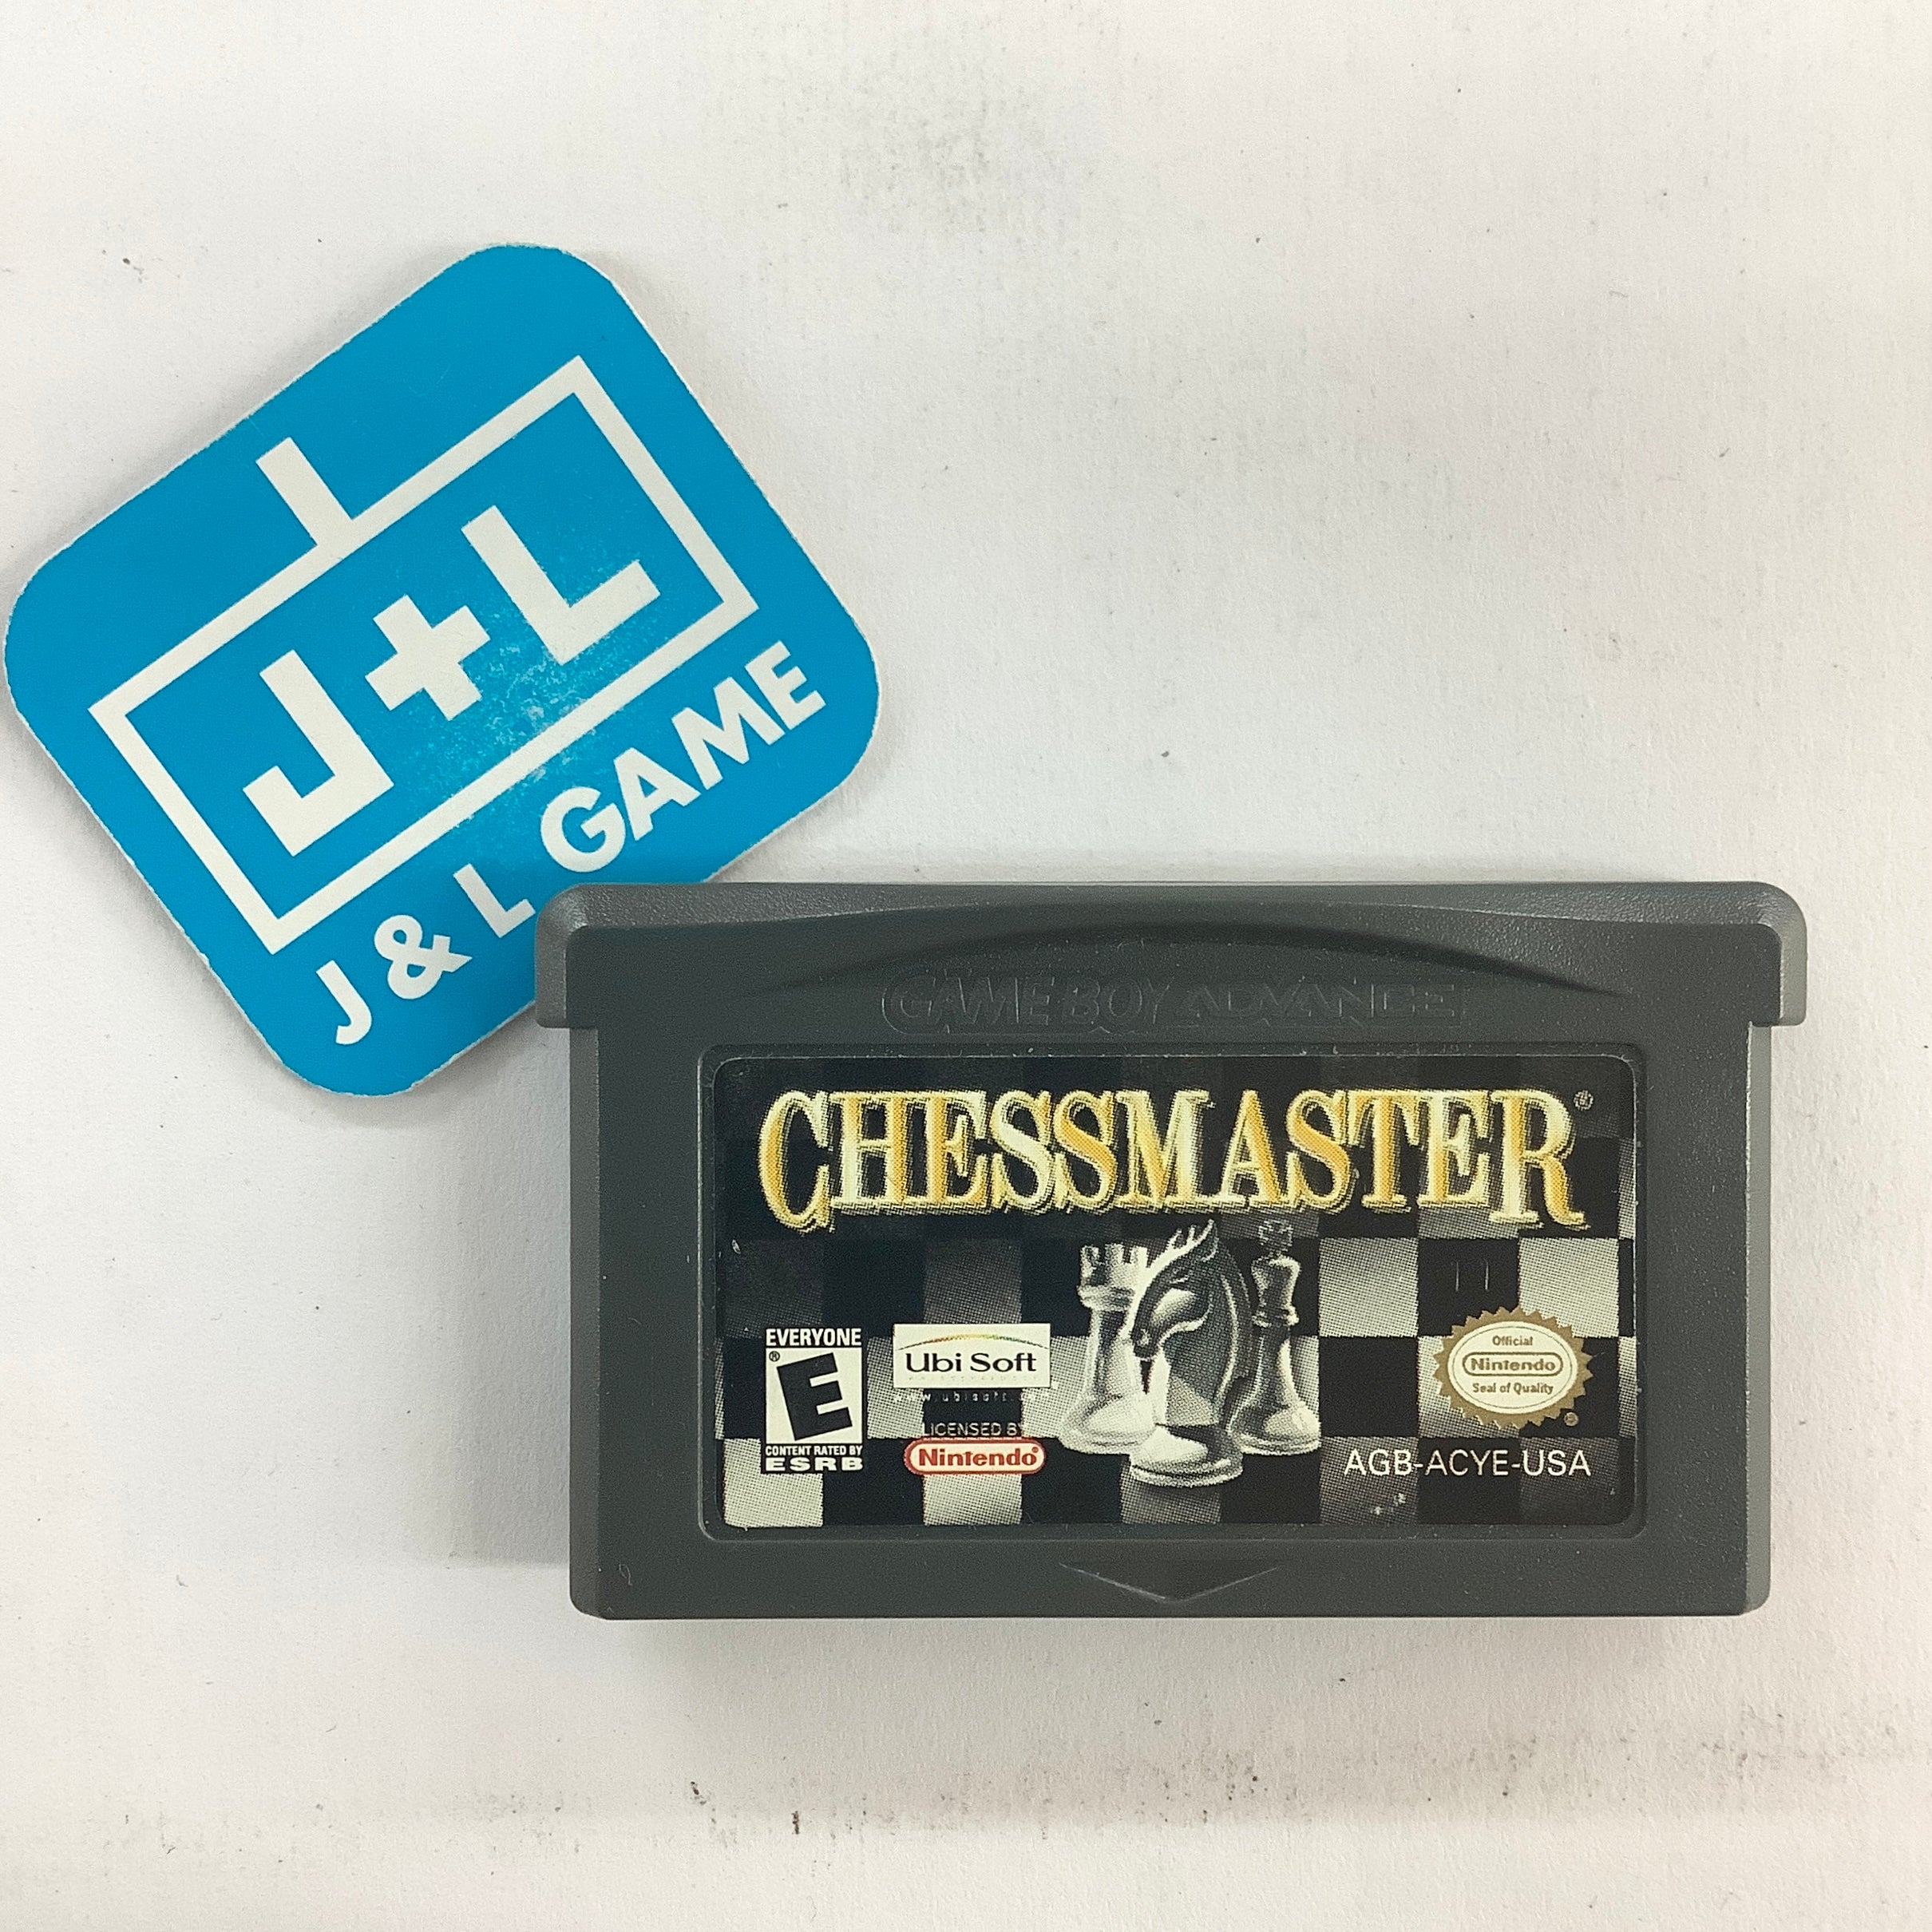 J+L
J & L GAME
GAME BOY ADVANCE
CHESSMASTER®
EVERYONE
E®
CONTENT RATED BY
ESRB
Ubi Soft
LICENSED BY
Nintendo®
Official
Nintendo
Seal of Quality
®
AGB-ACYE-USA